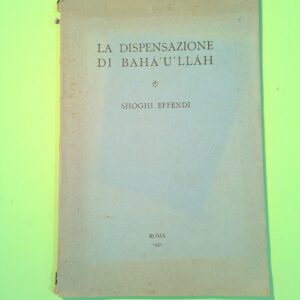 LA DISPENSAZIONE
DI BAHÁ'U'LLÁH
SHOGHI EFFENDI
ROMA